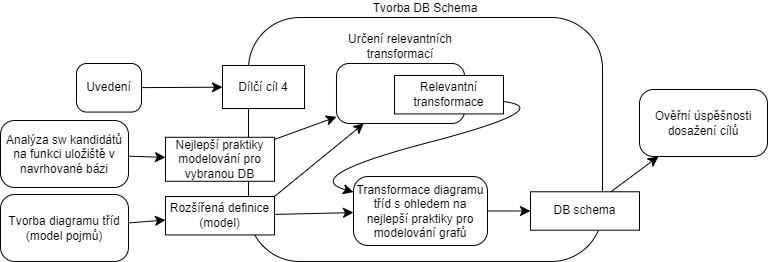 Tvorba DB Schema
Určení relevantních
transformací
Uvedení
Dílčí cíl 4
Relevantní
transformace
Analýza sw kandidátů
na funkci uložiště v
navrhované bázi
Nejlepší praktiky
modelování pro
vybranou DB
Ověřní úspěšnosti
dosažení cílů
Tvorba diagramu tříd
(model pojmů)
Rozšířená definice
(model)
Transformace diagramu
tříd s ohledem na
nejlepší praktiky pro
modelování grafů
DB schema